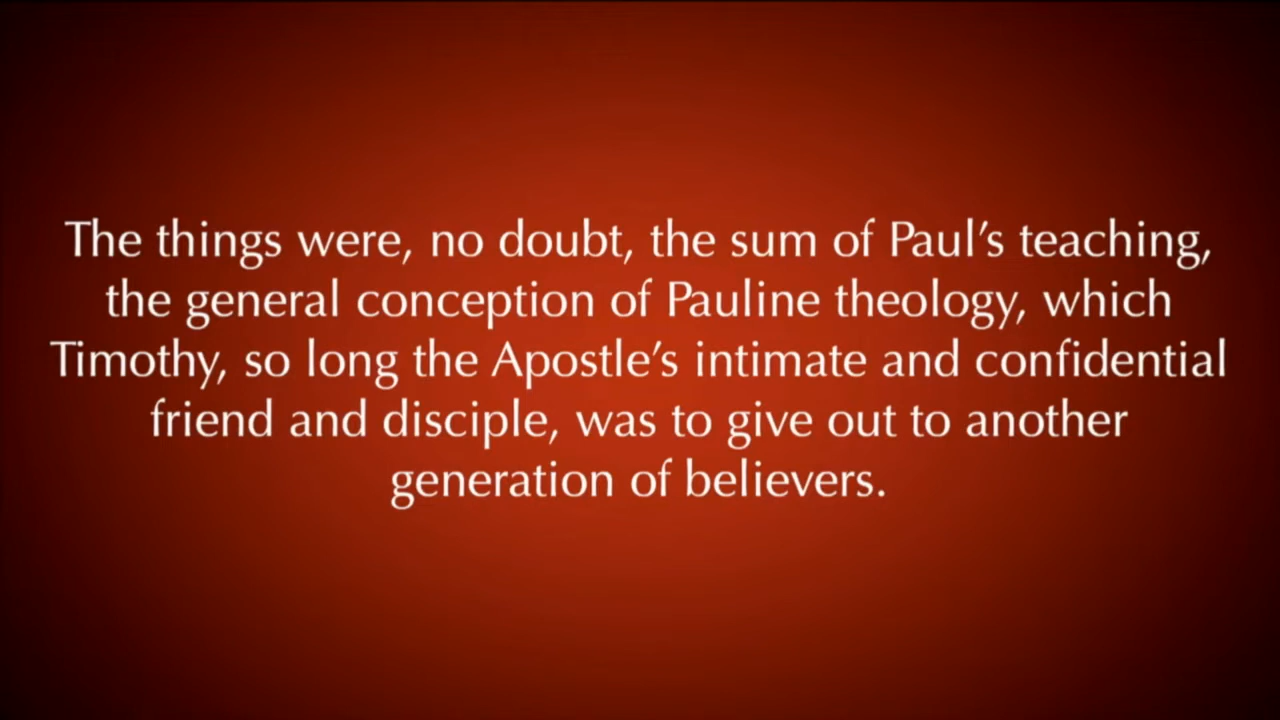 The things were, no doubt, the sum of Paul’s teaching,
the general conception of Pauline theology, which
Timothy, so long the Apostle’s intimate and confidential
friend and disciple, was to give out to another
generation of believers.